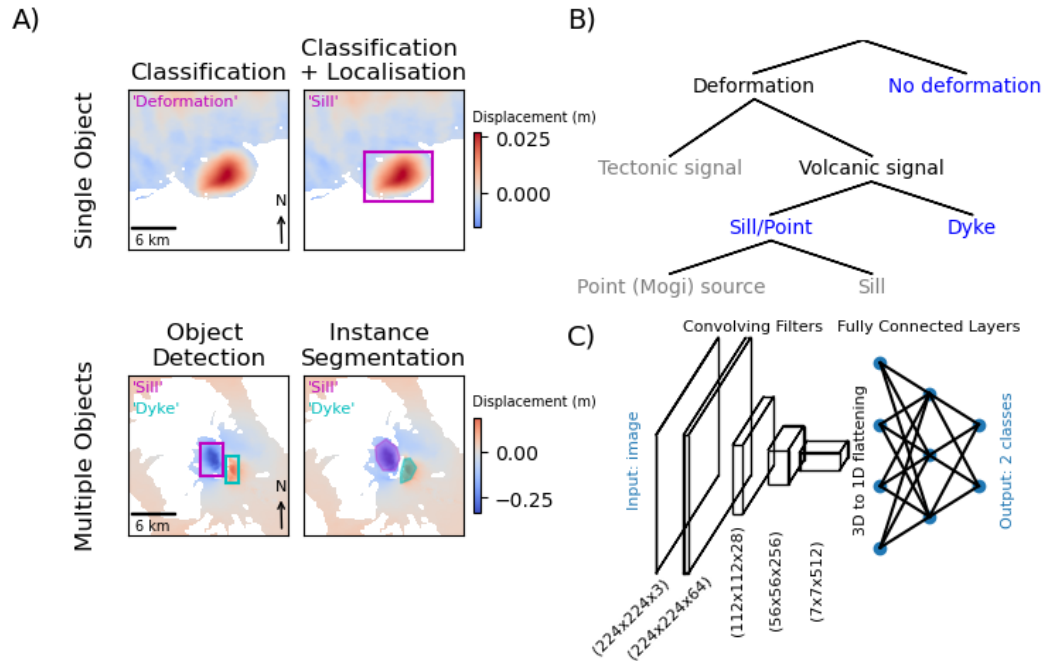 A)
Classification
Classification
+ Localisation
Single Object
'Deformation'
'Sill'
Displacement (m)
0.025
0.000
6 km
N
Multiple Objects
Object
Detection
Instance
Segmentation
'Sill'
'Dyke'
'Sill'
'Dyke'
Displacement (m)
0.00
−0.25
6 km
N
B)
Deformation
No deformation
Tectonic signal
Volcanic signal
Sill/Point
Dyke
Point (Mogi) source
Sill
C)
Convolving Filters
Fully Connected Layers
Input: image
3D to 1D flattening
Output: 2 classes
(224x224x3)
(224x224x64)
(112x112x28)
(56x56x256)
(7x7x512)